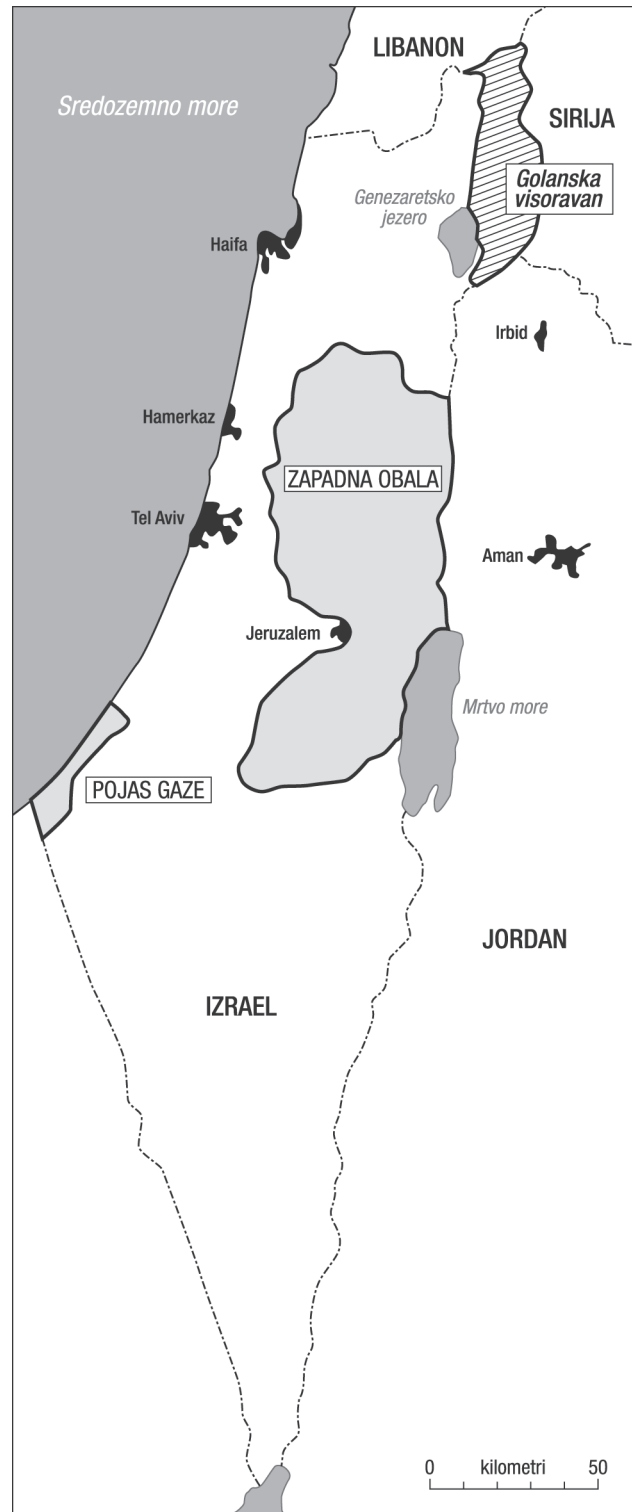 LIBANON
Sredozemno more
SIRIJA
Golanska
visoravan
Genezaretsko
jezero
Haifa
Irbid
Hamerkaz
ZAPADNA OBALA
Tel Aviv
Aman
Jeruzalem
Mrtvo more
POJAS GAZE
JORDAN
IZRAEL
0 kilometri 50